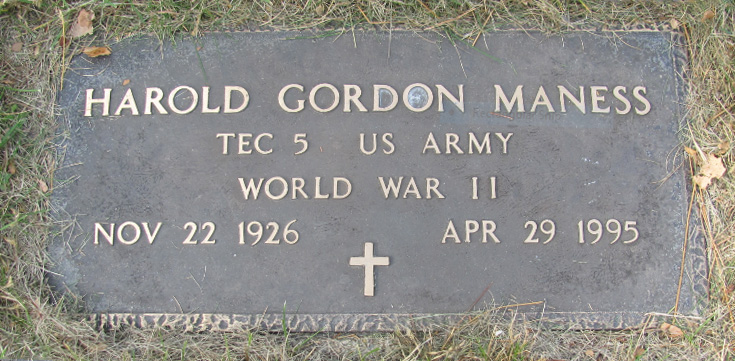 HAROLD GORDON MANESS
TEC 5 US ARMY
WORLD WAR II
NOV 22 1926 APR 29 1995